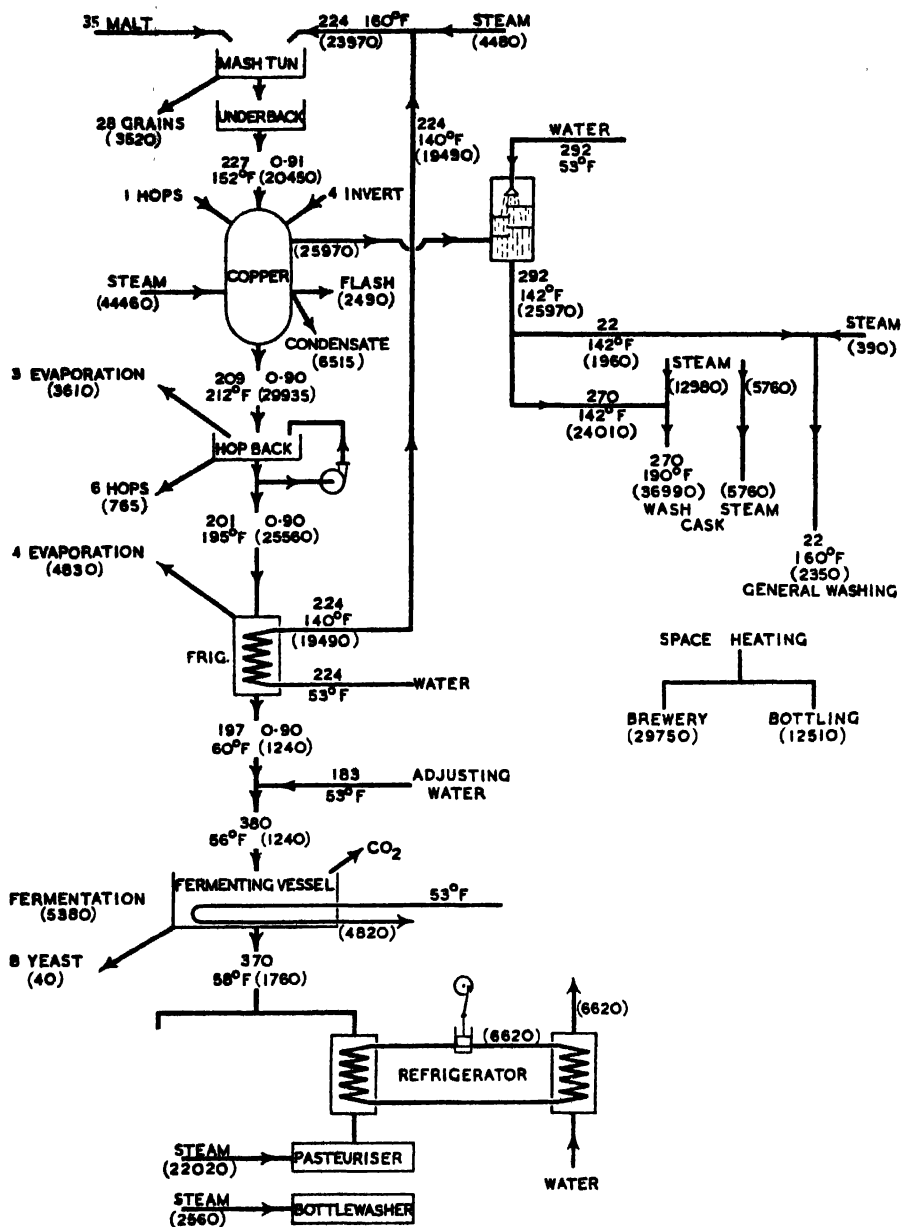 35 MALT
224 160°F
(23970)
STEAM
(4480)
MASH TUN
28 GRAINS
(3520)
UNDERBACK
224
140°F
(19490)
WATER
292
53°F
227 0·91
152°F (20450)
1 HOPS
4 INVERT
(25970)
COPPER
STEAM
(44460)
FLASH
(2490)
CONDENSATE
(6515)
292
142°F
(25970)
22
142°F
(1960)
STEAM
(390)
3 EVAPORATION
(3610)
209 0·90
212°F (29935)
STEAM
(12980)
(5760)
270
142°F
(24010)
HOP BACK
6 HOPS
(765)
270
190°F
(36990)
WASH
(5760)
STEAM
CASK
201 0·90
195°F (25560)
4 EVAPORATION
(4830)
22
160°F
(2350)
GENERAL WASHING
224
140°F
(19490)
FRIG.
224
53°F
WATER
SPACE HEATING
BREWERY
(29750)
BOTTLING
(12510)
197 0·90
60°F (1240)
183
53°F
ADJUSTING
WATER
380
56°F (1240)
CO2
FERMENTING VESSEL
FERMENTATION
(5380)
53°F
(4820)
8 YEAST
(40)
370
58°F (1760)
(6620)
(6620)
REFRIGERATOR
STEAM
(22020)
PASTEURISER
WATER
STEAM
(2560)
BOTTLEWASHER